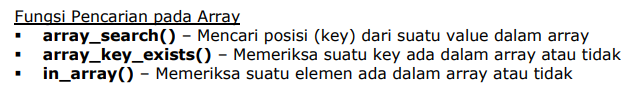 Fungsi Pencarian pada Array
▪ array_search() – Mencari posisi (key) dari suatu value dalam array
▪ array_key_exists() – Memeriksa suatu key ada dalam array atau tidak
▪ in_array() – Memeriksa suatu elemen ada dalam array atau tidak